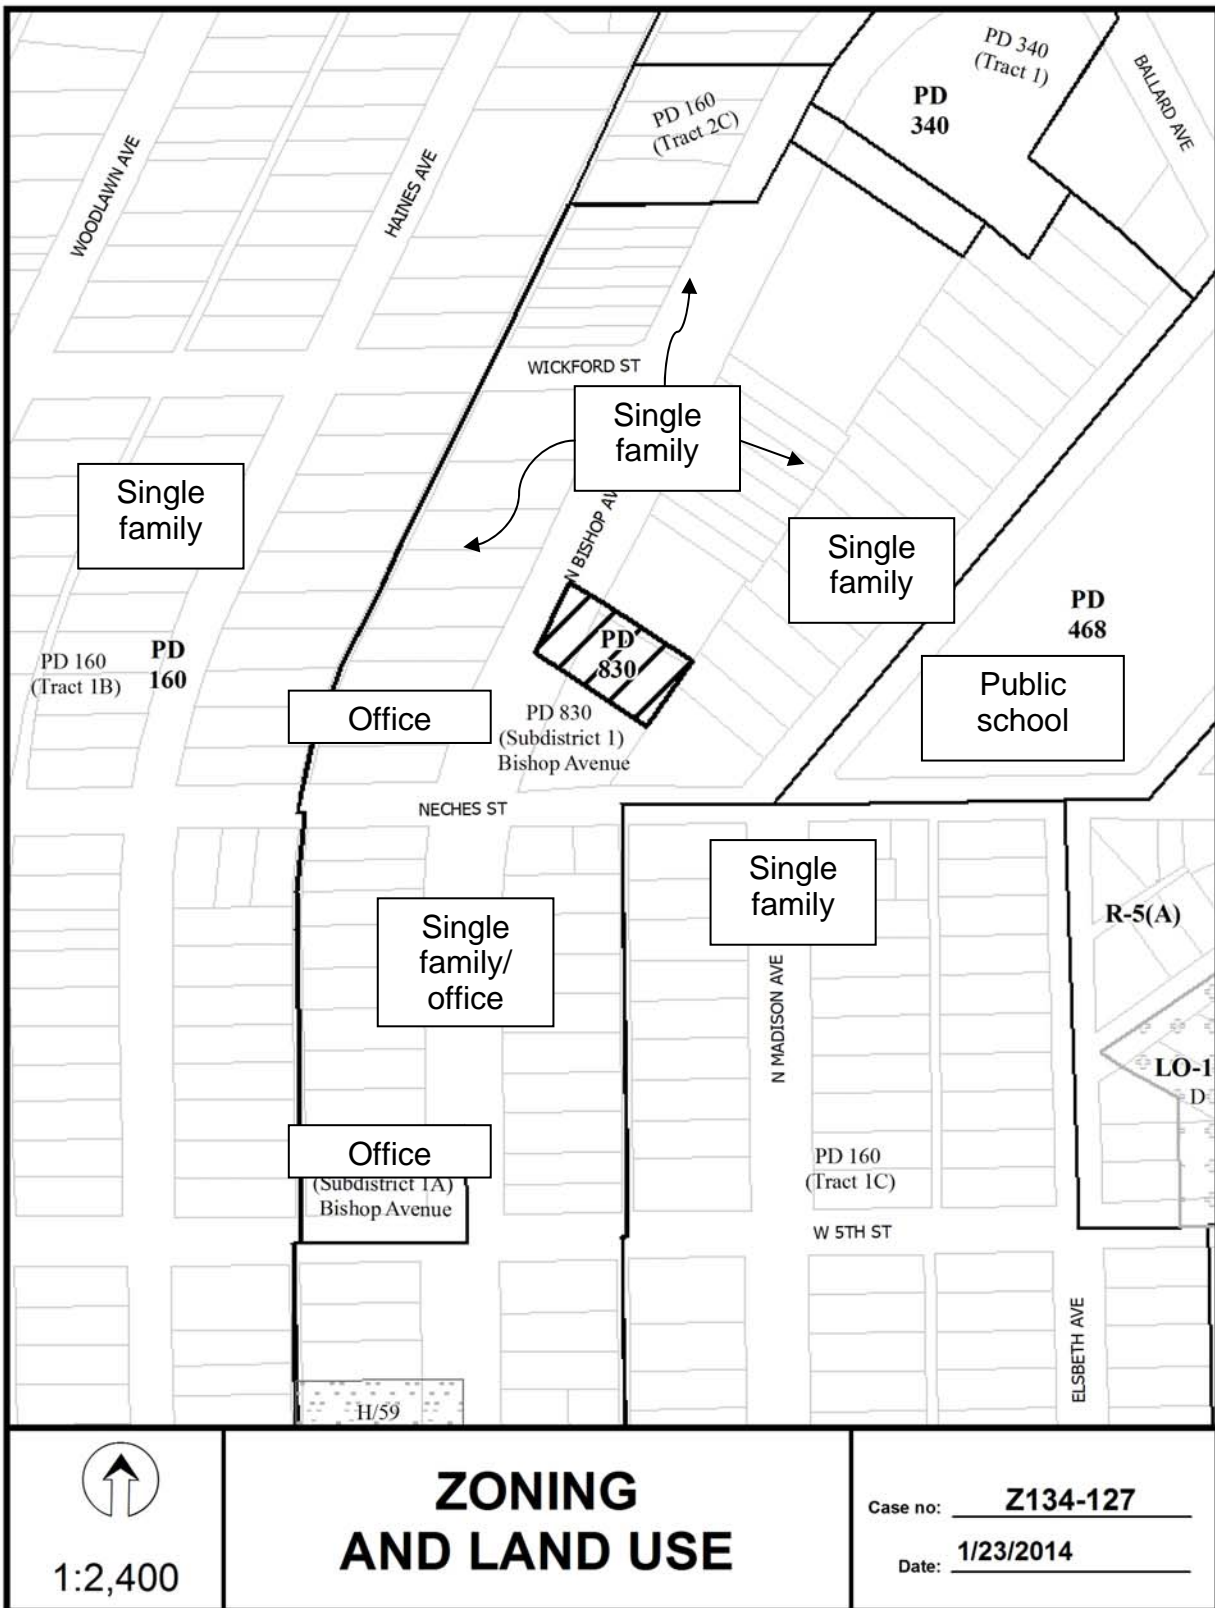 PD 340
(Tract 1)
BALLARD AVE
PD
340
PD 160
(Tract 2C)
WOODLAWN AVE
HAINES AVE
WICKFORD ST
Single
family
Single
family
N BISHOP AV
Single
family
PD
468
PD
830
PD 160
(Tract 1B)
PD
160
Public
school
Office
PD 830
(Subdistrict 1)
Bishop Avenue
NECHES ST
Single
family
Single
family/
office
R-5(A)
N MADISON AVE
LO-1
D
Office
(Subdistrict 1A)
Bishop Avenue
PD 160
(Tract 1C)
W 5TH ST
ELSBETH AVE
H/59
1:2,400
ZONING
AND LAND USE
Case no: Z134-127
Date: 1/23/2014